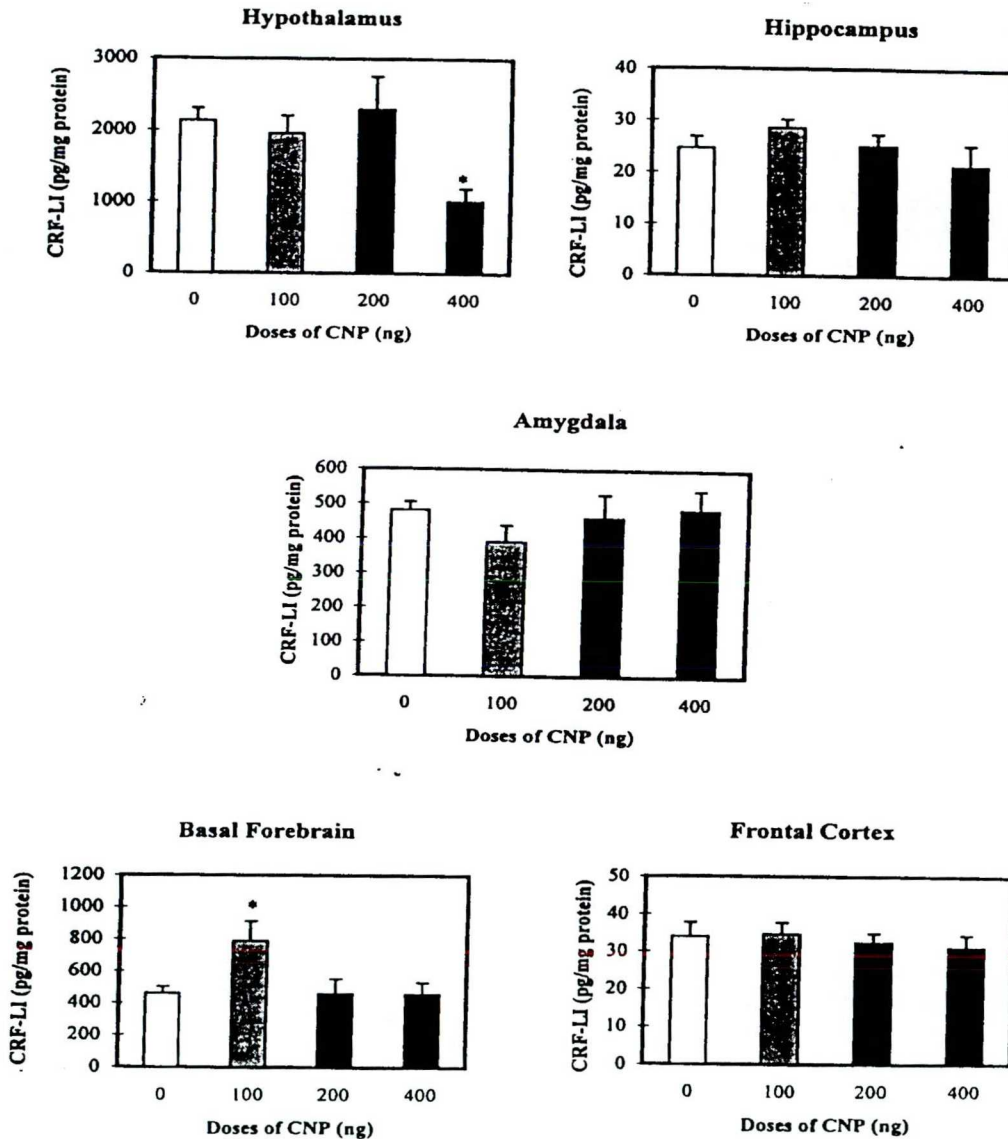 Hypothalamus
CRF-LI (pg/mg protein)
3000
2000
1000
0
*
0 100 200 400
Doses of CNP (ng)
Hippocampus
CRF-LI (pg/mg protein)
40
30
20
10
0
0 100 200 400
Doses of CNP (ng)
Amygdala
CRF-LI (pg/mg protein)
600
500
400
300
200
100
0
0 100 200 400
Doses of CNP (ng)
Basal Forebrain
CRF-LI (pg/mg protein)
1200
1000
800
600
400
200
0
*
0 100 200 400
Doses of CNP (ng)
Frontal Cortex
CRF-LI (pg/mg protein)
50
40
30
20
10
0
0 100 200 400
Doses of CNP (ng)